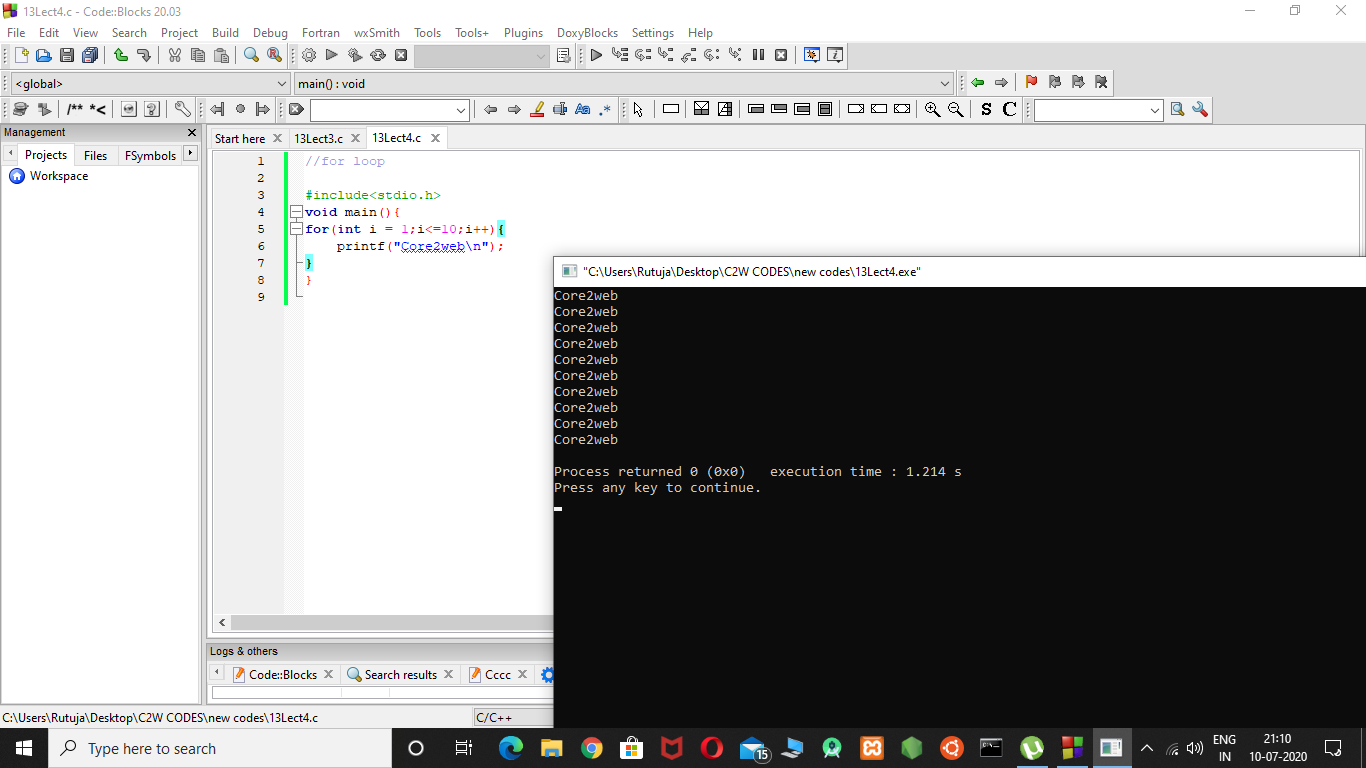 13Lect4.c - Code::Blocks 20.03
File Edit View Search Project Build Debug Fortran wxSmith Tools Tools+ Plugins DoxyBlocks Settings Help
<global> main() : void
/** *< Aa .* S C
Management
Projects Files FSymbols
Workspace
Start here 13Lect3.c 13Lect4.c
1 //for loop
2
3 #include<stdio.h>
4 void main(){
5 for(int i = 1;i<=10;i++){
6 printf("Core2web\n");
7 }
8 }
9
"C:\Users\Rutuja\Desktop\C2W CODES\new codes\13Lect4.exe"
Core2web
Core2web
Core2web
Core2web
Core2web
Core2web
Core2web
Core2web
Core2web
Core2web
Process returned 0 (0x0) execution time : 1.214 s
Press any key to continue.
Logs & others
Code::Blocks Search results Cccc
C:\Users\Rutuja\Desktop\C2W CODES\new codes\13Lect4.c C/C++
Type here to search
15
ENG
IN
21:10
10-07-2020